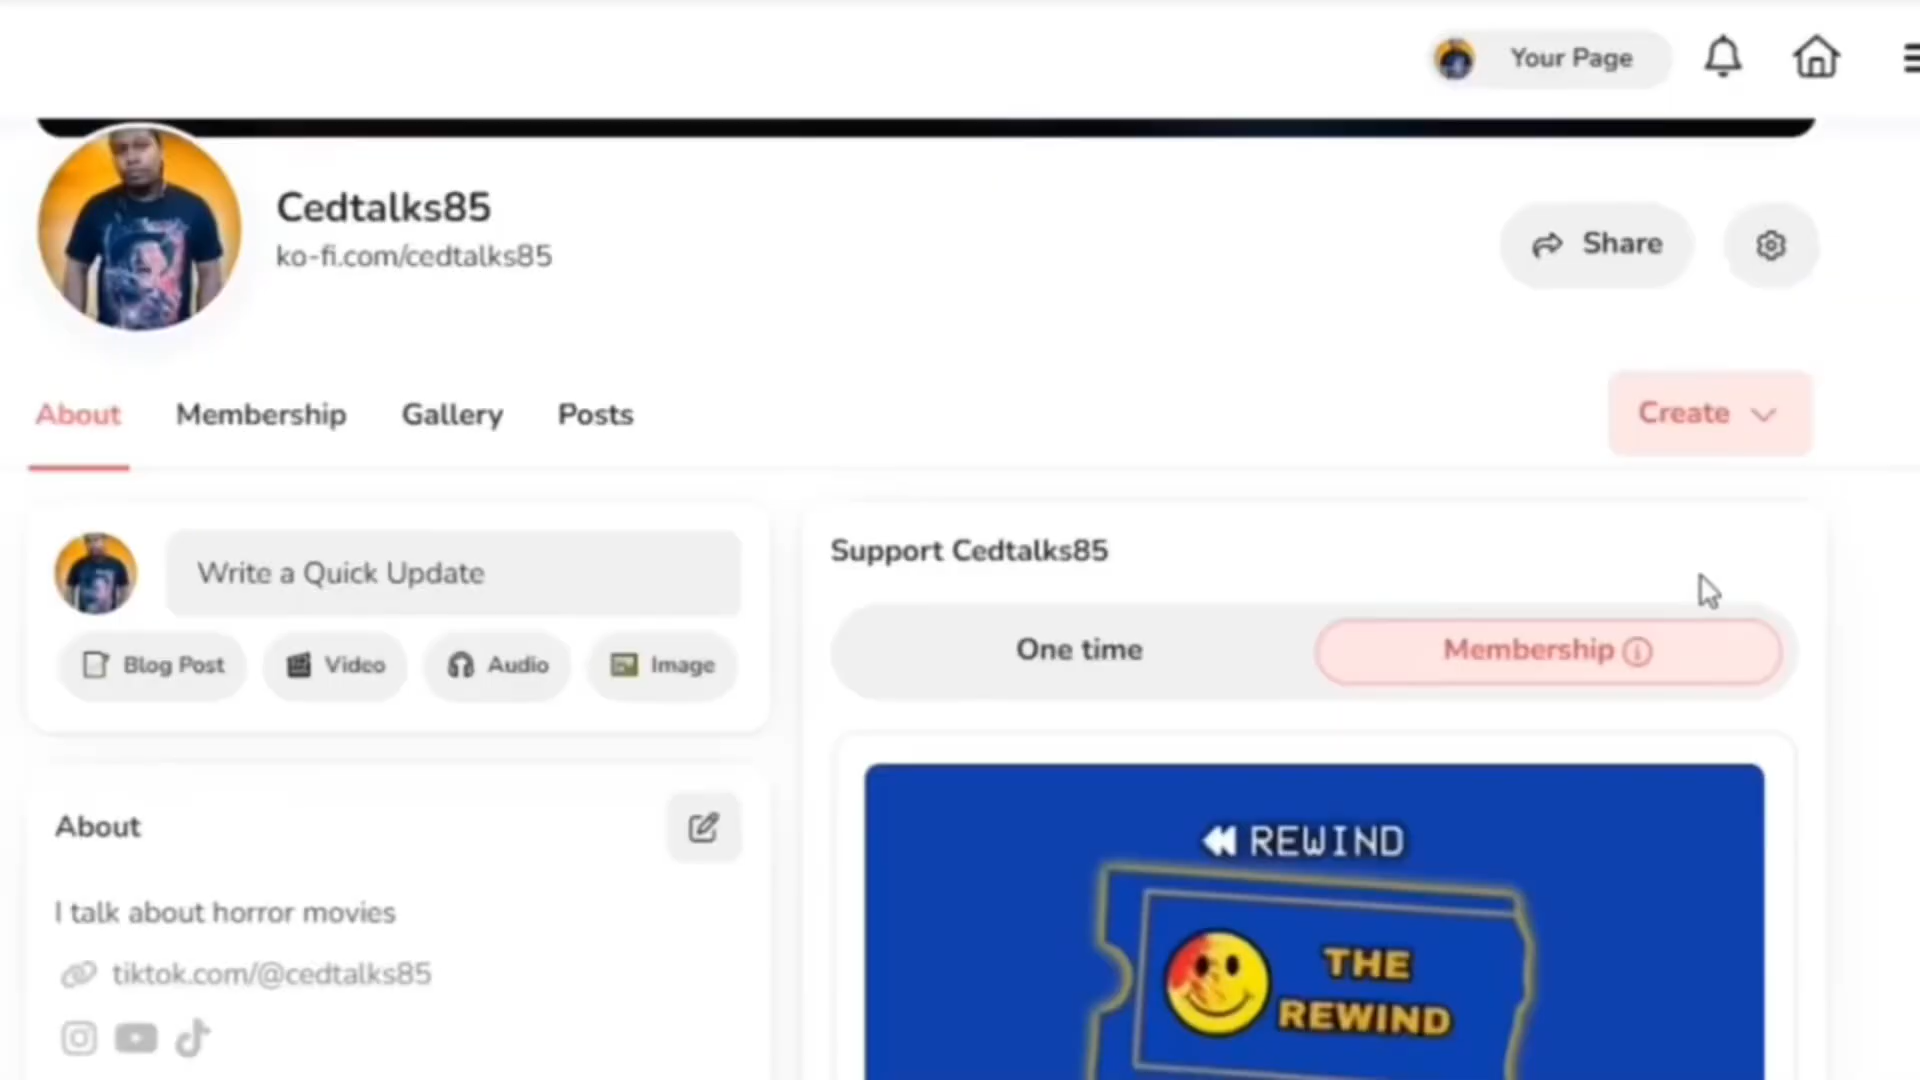 Your Page
Cedtalks85
ko-fi.com/cedtalks85
Share
About
Membership
Gallery
Posts
Create
Write a Quick Update
Blog Post
Video
Audio
Image
About
I talk about horror movies
tiktok.com/@cedtalks85
Support Cedtalks85
One time
Membership
REWIND
THE
REWIND